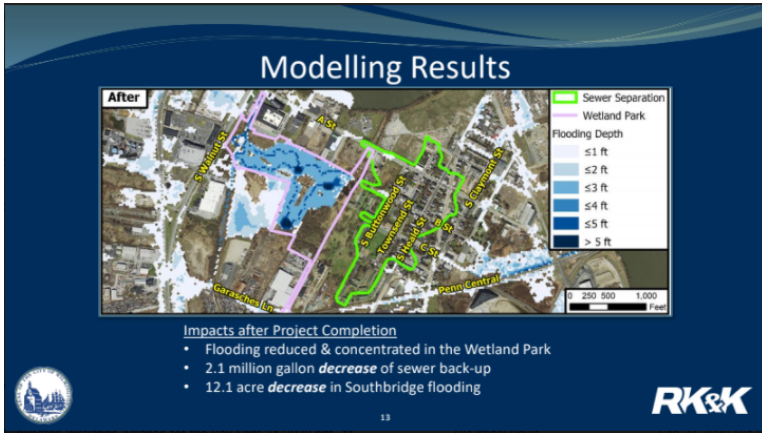 Modelling Results
After
A St
S Walnut St
S Buttonwood St
Townsend St
S Heald St
B St
C St
S Claymont St
Garasches Ln
Penn Central
Sewer Separation
Wetland Park
Flooding Depth
≤1 ft
≤2 ft
≤3 ft
≤4 ft
≤5 ft
> 5 ft
0 250 500 1,000
Feet
Impacts after Project Completion
• Flooding reduced & concentrated in the Wetland Park
• 2.1 million gallon decrease of sewer back-up
• 12.1 acre decrease in Southbridge flooding
RK&K
13